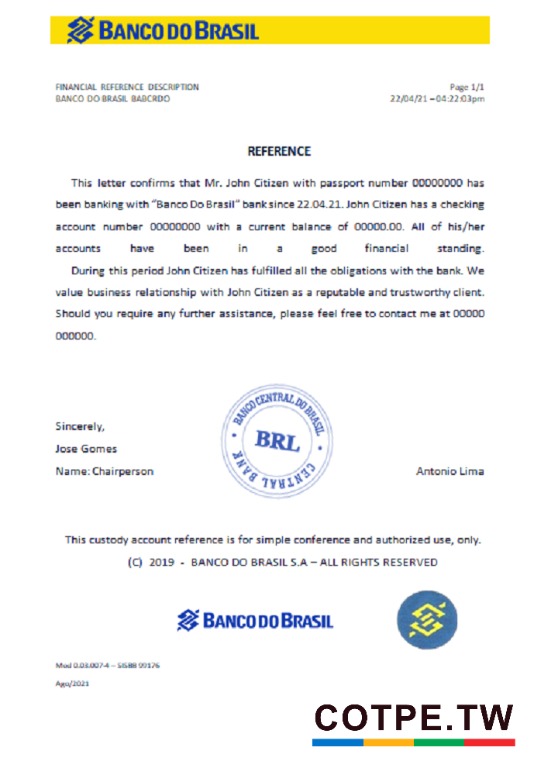 BANCO DO BRASIL
FINANCIAL REFERENCE DESCRIPTION
Page 1/1
BANCO DO BRASIL BABCRDO
22/04/21 – 04:22:03pm
REFERENCE
This letter confirms that Mr. John Citizen with passport number 00000000 has
been banking with "Banco Do Brasil" bank since 22.04.21. John Citizen has a checking
account number 00000000 with a current balance of 00000.00. All of his/her
accounts have been in a good financial standing.
During this period John Citizen has fulfilled all the obligations with the bank. We
value business relationship with John Citizen as a reputable and trustworthy client.
Should you require any further assistance, please feel free to contact me at 00000
000000.
BANCO CENTRAL DO BRASIL
BRL
CENTRAL BANK
Sincerely,
Jose Gomes
Name: Chairperson
Antonio Lima
This custody account reference is for simple conference and authorized use, only.
(C) 2019 - BANCO DO BRASIL S.A – ALL RIGHTS RESERVED
BANCO DO BRASIL
Mod 0.03.007-4 – SISBB 99176
Ago/2021
COTPE.TW